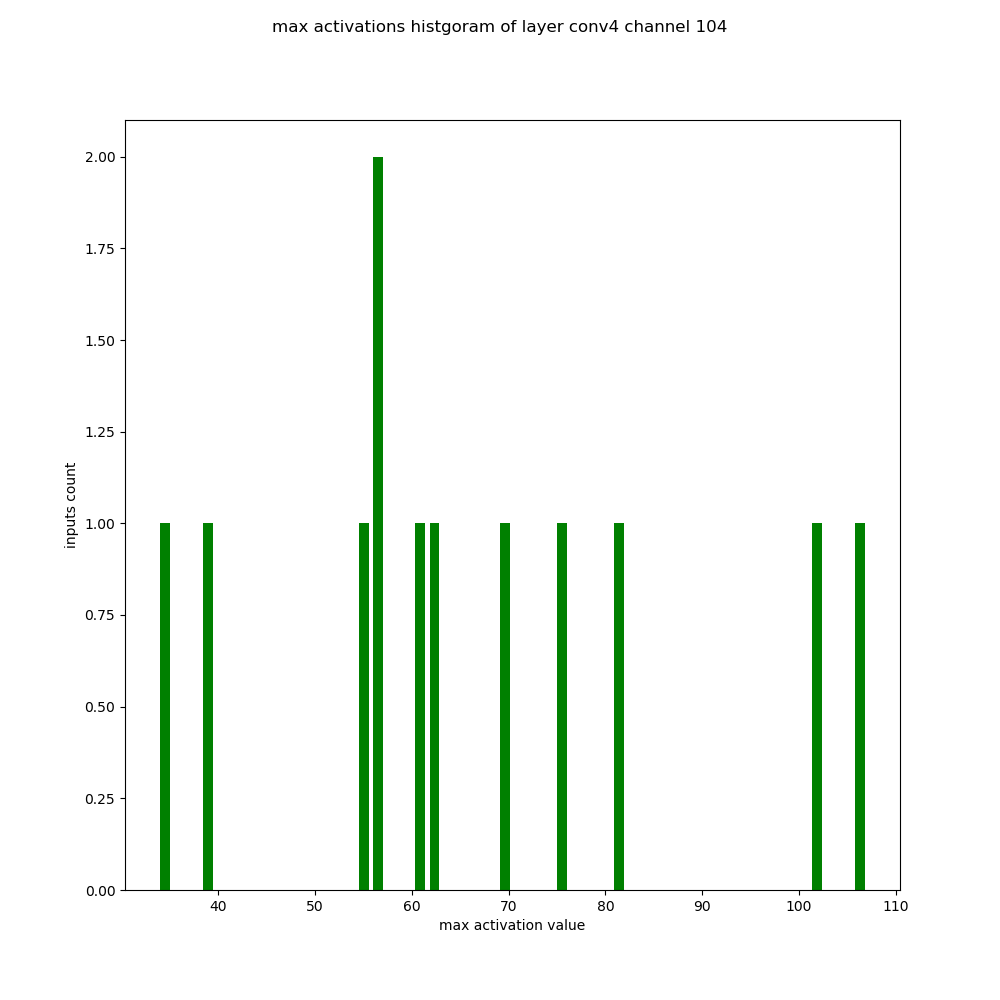 max activations histgoram of layer conv4 channel 104
2.00
1.75
1.50
1.25
1.00
0.75
0.50
0.25
0.00
inputs count
40 50 60 70 80 90 100 110
max activation value